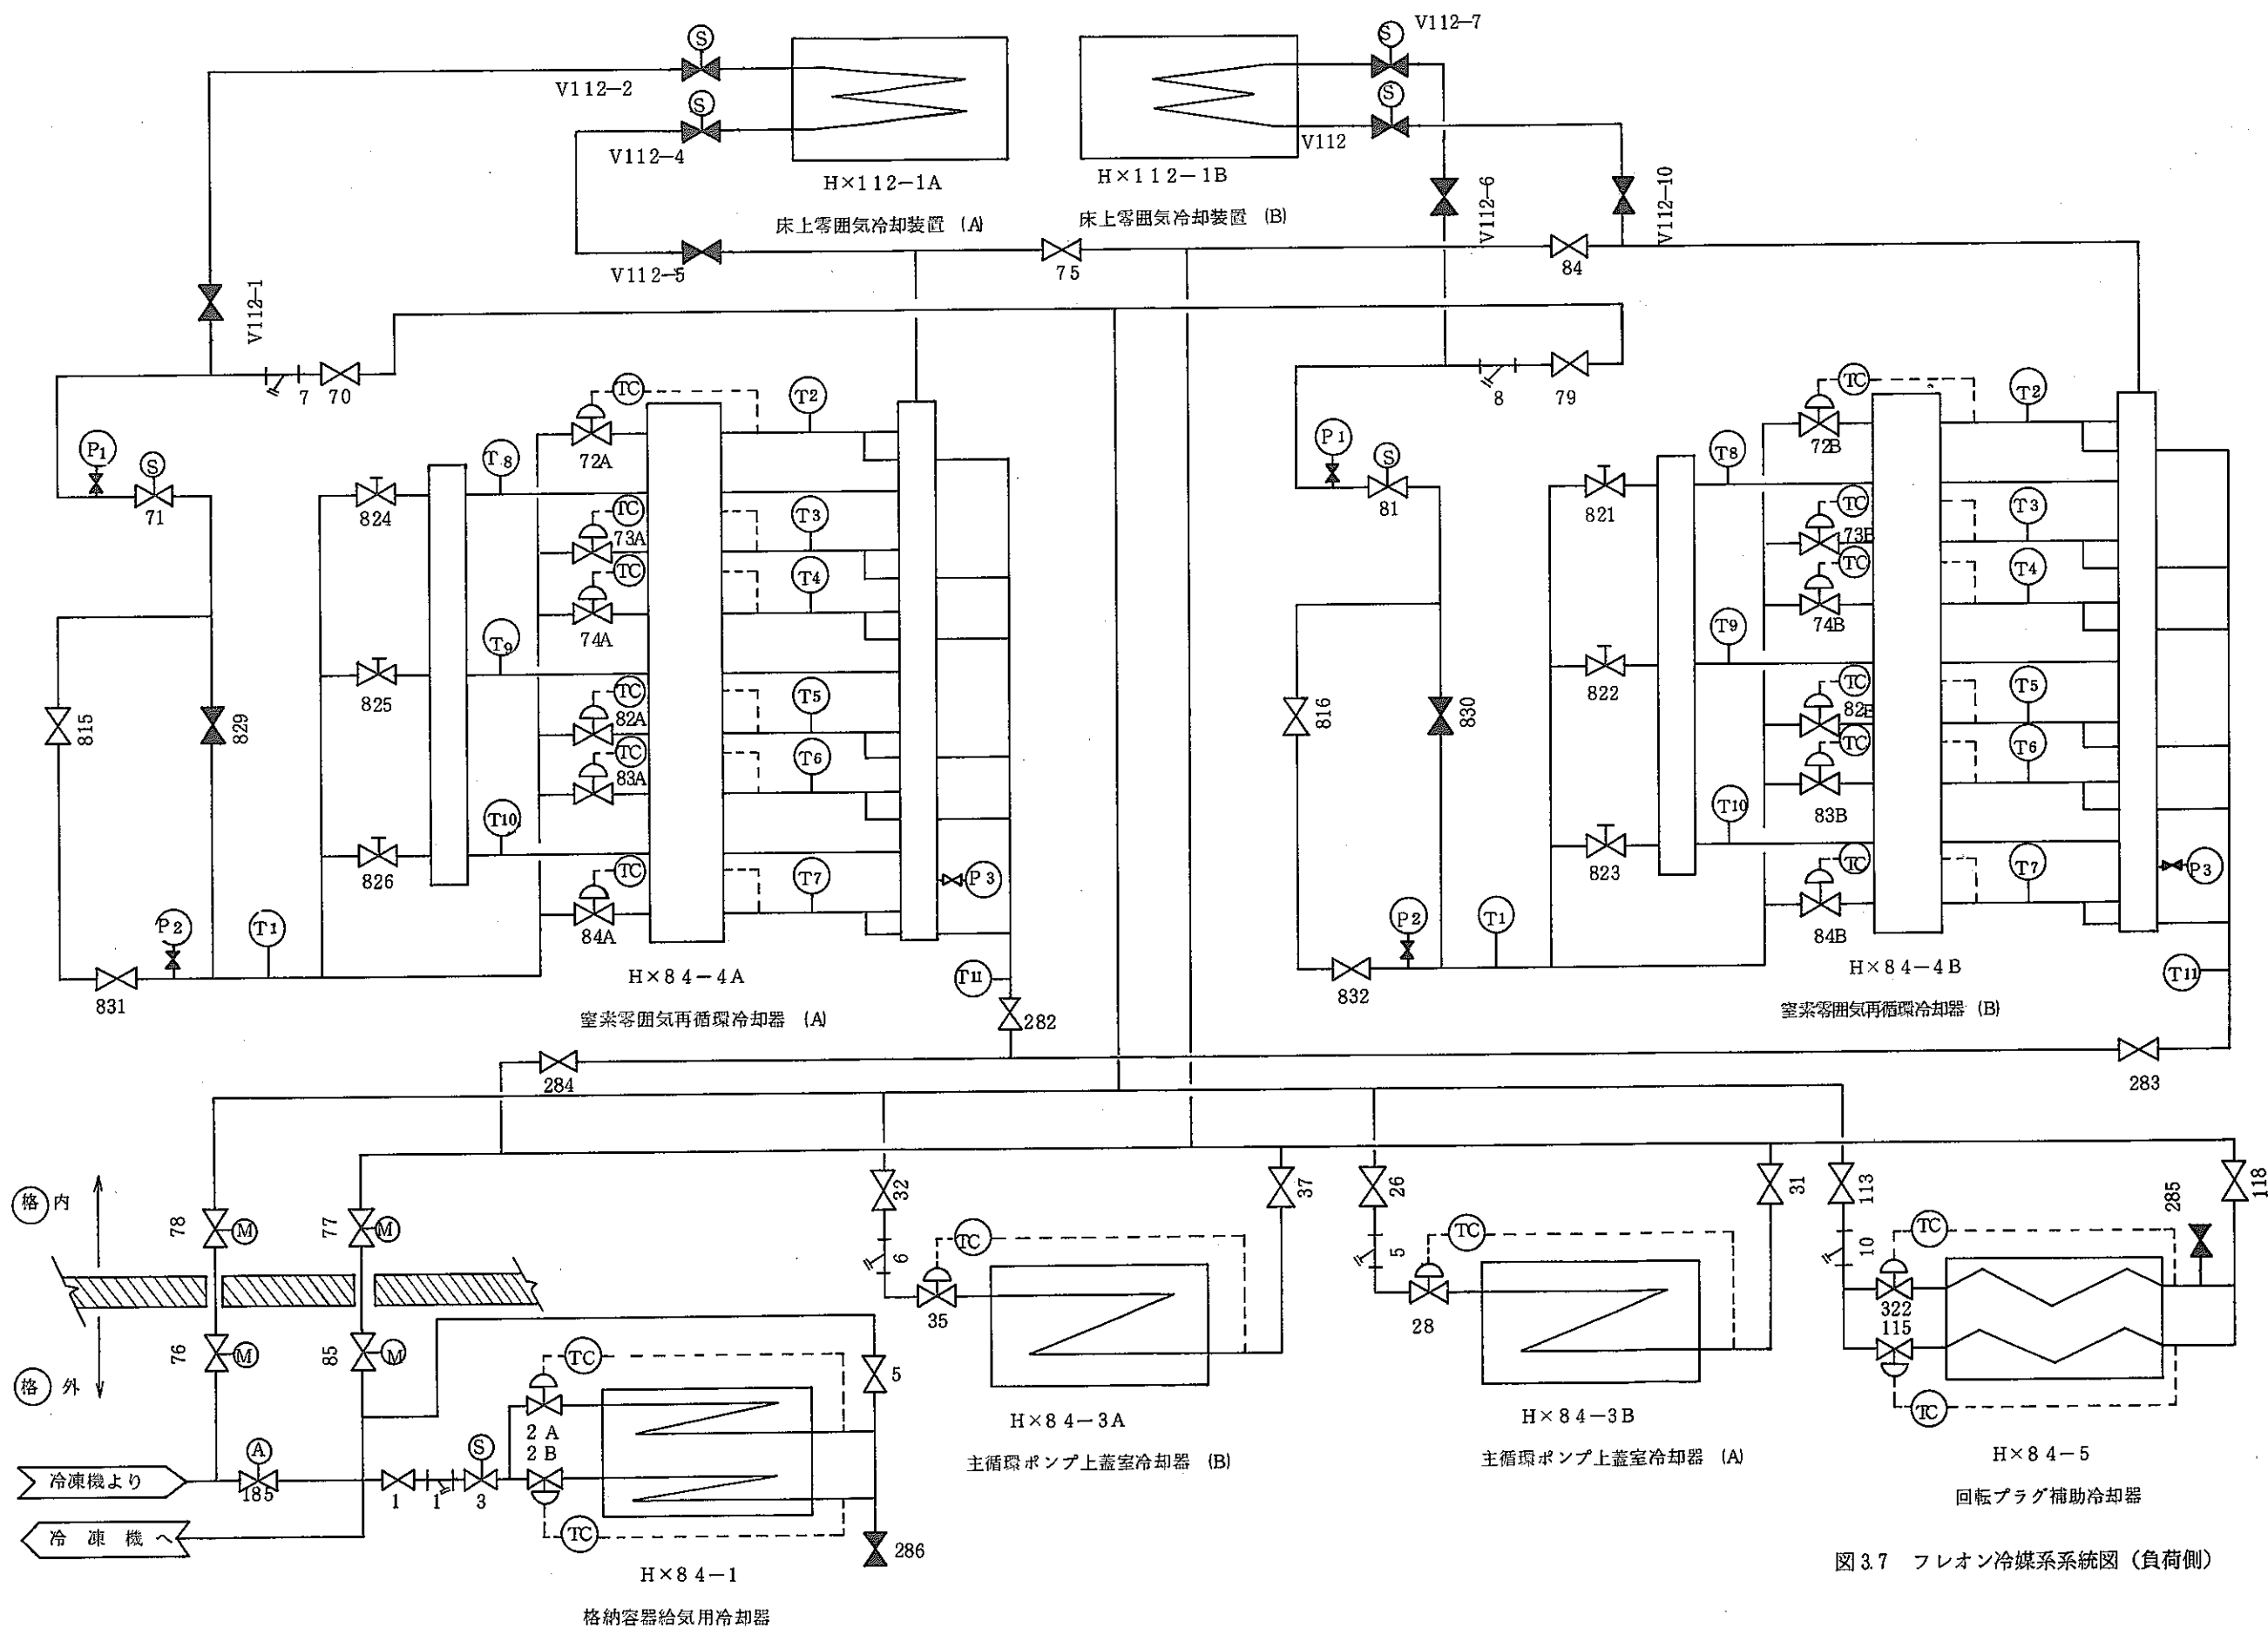 V112-7
S
S
V112-2
S
S
V112-4
V112
H×112-1A
H×112-1B
V112-6
V112-10
床上雰囲気冷却装置 (A)
床上雰囲気冷却装置 (B)
V112-5
75
84
V112-1
7
70
8
79
TC
T2
TC
T2
P1
S
71
72A
T.8
824
TC
73A
T3
TC
T4
74A
P1
S
81
72B
T8
821
TC
73B
T3
TC
T4
74B
T9
825
TC
82A
T5
TC
83A
T6
T9
822
TC
T5
TC
T6
83B
815
829
816
830
T10
826
TC
T7
84A
P3
T10
823
TC
T7
84B
P3
P2
T1
831
H×84-4A
T11
282
窒素雰囲気再循環冷却器 (A)
P2
T1
832
H×84-4B
T11
窒素雰囲気再循環冷却器 (B)
284
283
格 内
78
M
77
M
32
37
26
31
113
285
118
6
TC
5
TC
10
TC
格 外
76
M
85
M
35
28
322
115
TC
5
TC
2A
2B
H×84-3A
H×84-3B
H×84-5
主循環ポンプ上蓋室冷却器 (B)
主循環ポンプ上蓋室冷却器 (A)
回転プラグ補助冷却器
冷凍機より
A
185
1
1
S
3
冷凍機へ
TC
286
H×84-1
格納容器給気用冷却器
図3.7 フレオン冷媒系系統図(負荷側)